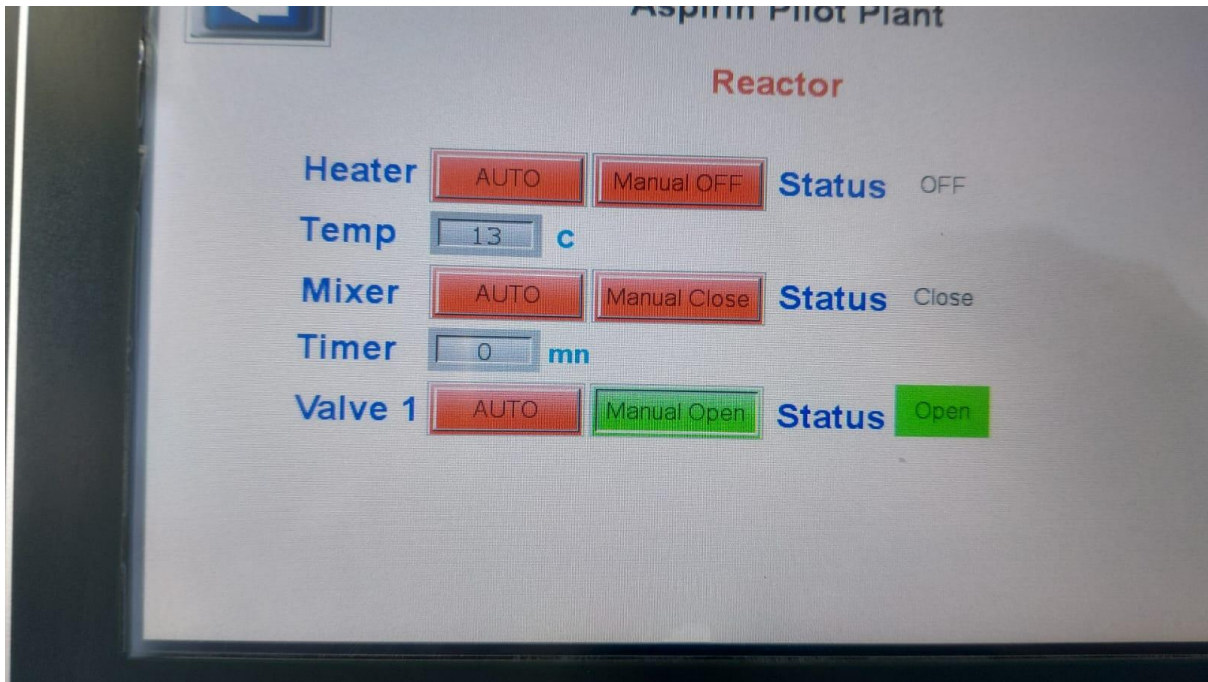 Aspirin Pilot Plant
Reactor
Heater AUTO Manual OFF Status OFF
Temp 13 C
Mixer AUTO Manual Close Status Close
Timer 0 mn
Valve 1 AUTO Manual Open Status Open